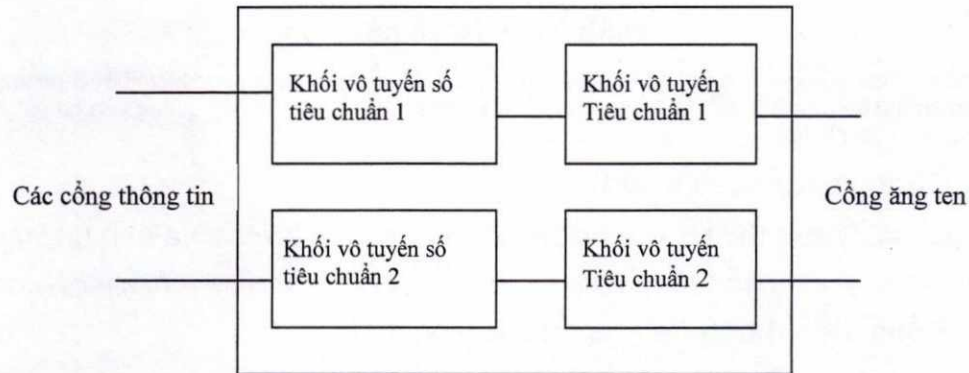 Khối vô tuyến số
tiêu chuẩn 1
Khối vô tuyến
Tiêu chuẩn 1
Các cổng thông tin
Cổng ăng ten
Khối vô tuyến số
tiêu chuẩn 2
Khối vô tuyến
Tiêu chuẩn 2